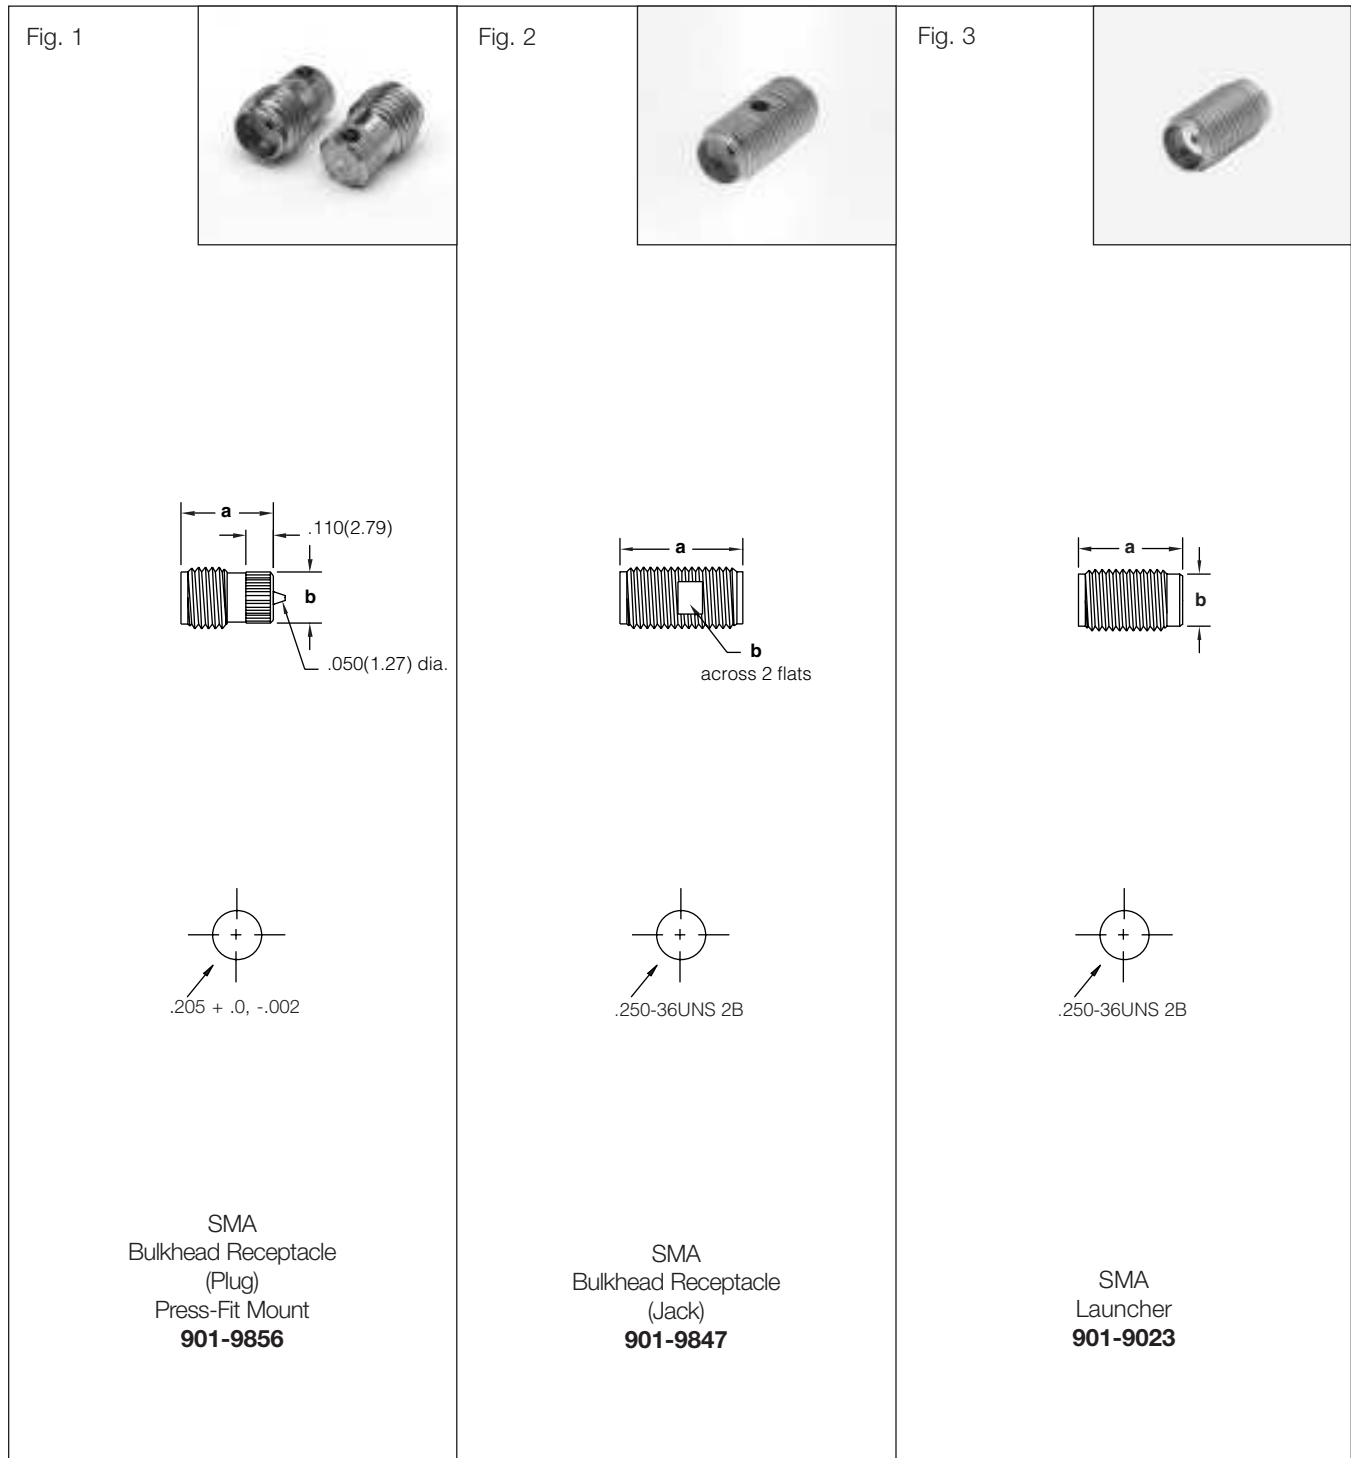 Fig. 1
a
.110(2.79)
b
.050(1.27) dia.
.205 + .0, -.002
SMA
Bulkhead Receptacle
(Plug)
Press-Fit Mount
901-9856
Fig. 2
a
b
across 2 flats
.250-36UNS 2B
SMA
Bulkhead Receptacle
(Jack)
901-9847
Fig. 3
a
b
.250-36UNS 2B
SMA
Launcher
901-9023